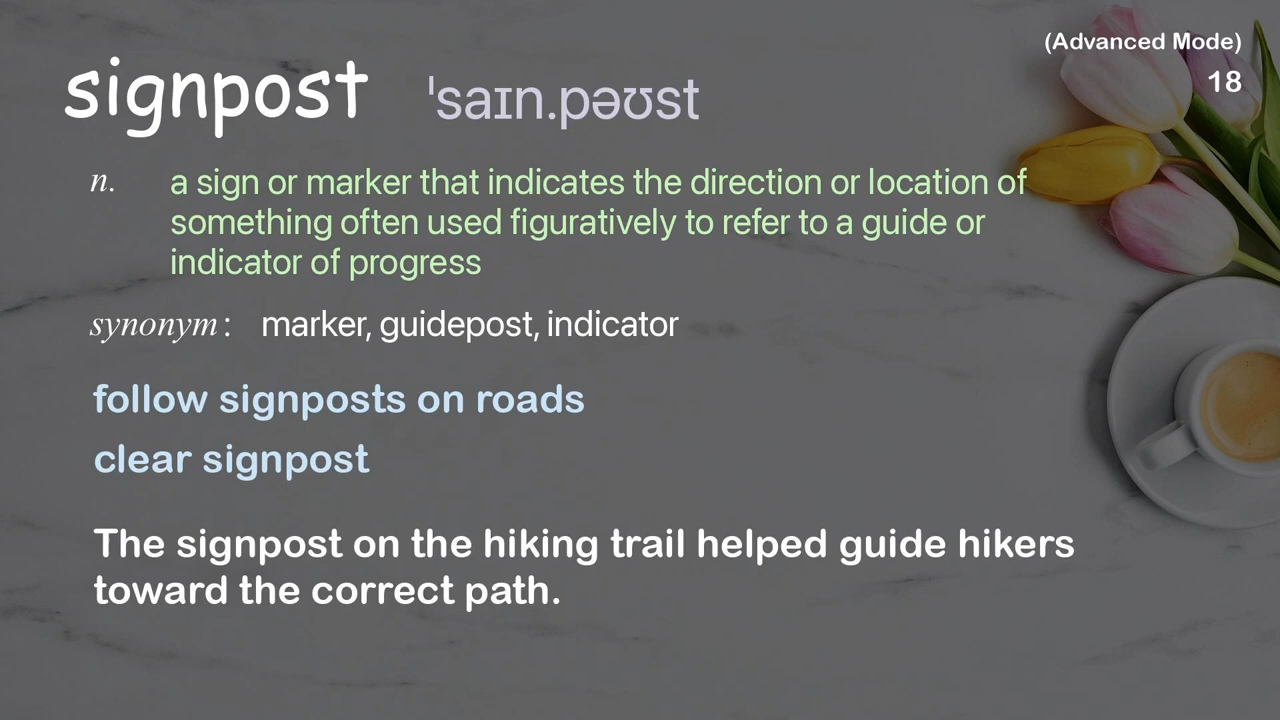 (Advanced Mode)
18
signpost ˈsaɪn.pəʊst
n. a sign or marker that indicates the direction or location of
something often used figuratively to refer to a guide or
indicator of progress
synonym: marker, guidepost, indicator
follow signposts on roads
clear signpost
The signpost on the hiking trail helped guide hikers
toward the correct path.